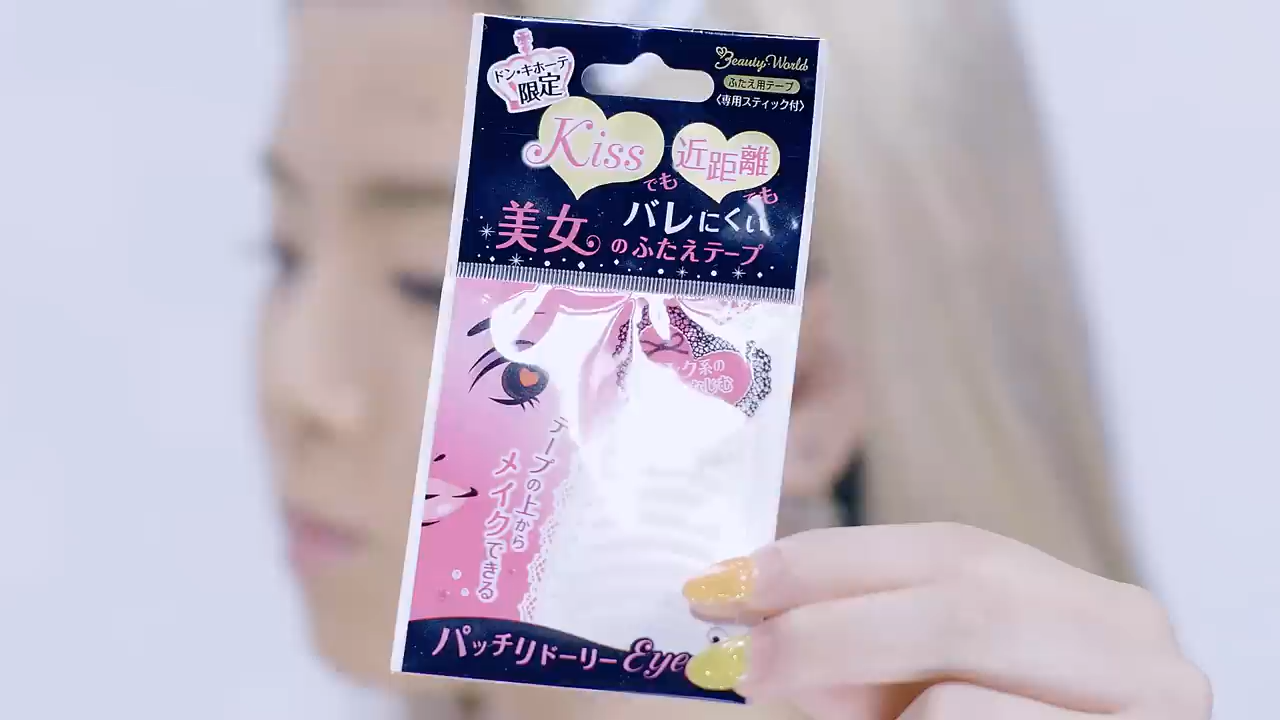 ドン・キホーテ
限定
Beauty World
ふたえ用テープ
〈専用スティック付〉
Kiss
でも
近距離
でも
バレにくい
美女のふたえテープ
ク系の
なじむ
テープの上から
メイクできる
パッチリドーリーEye